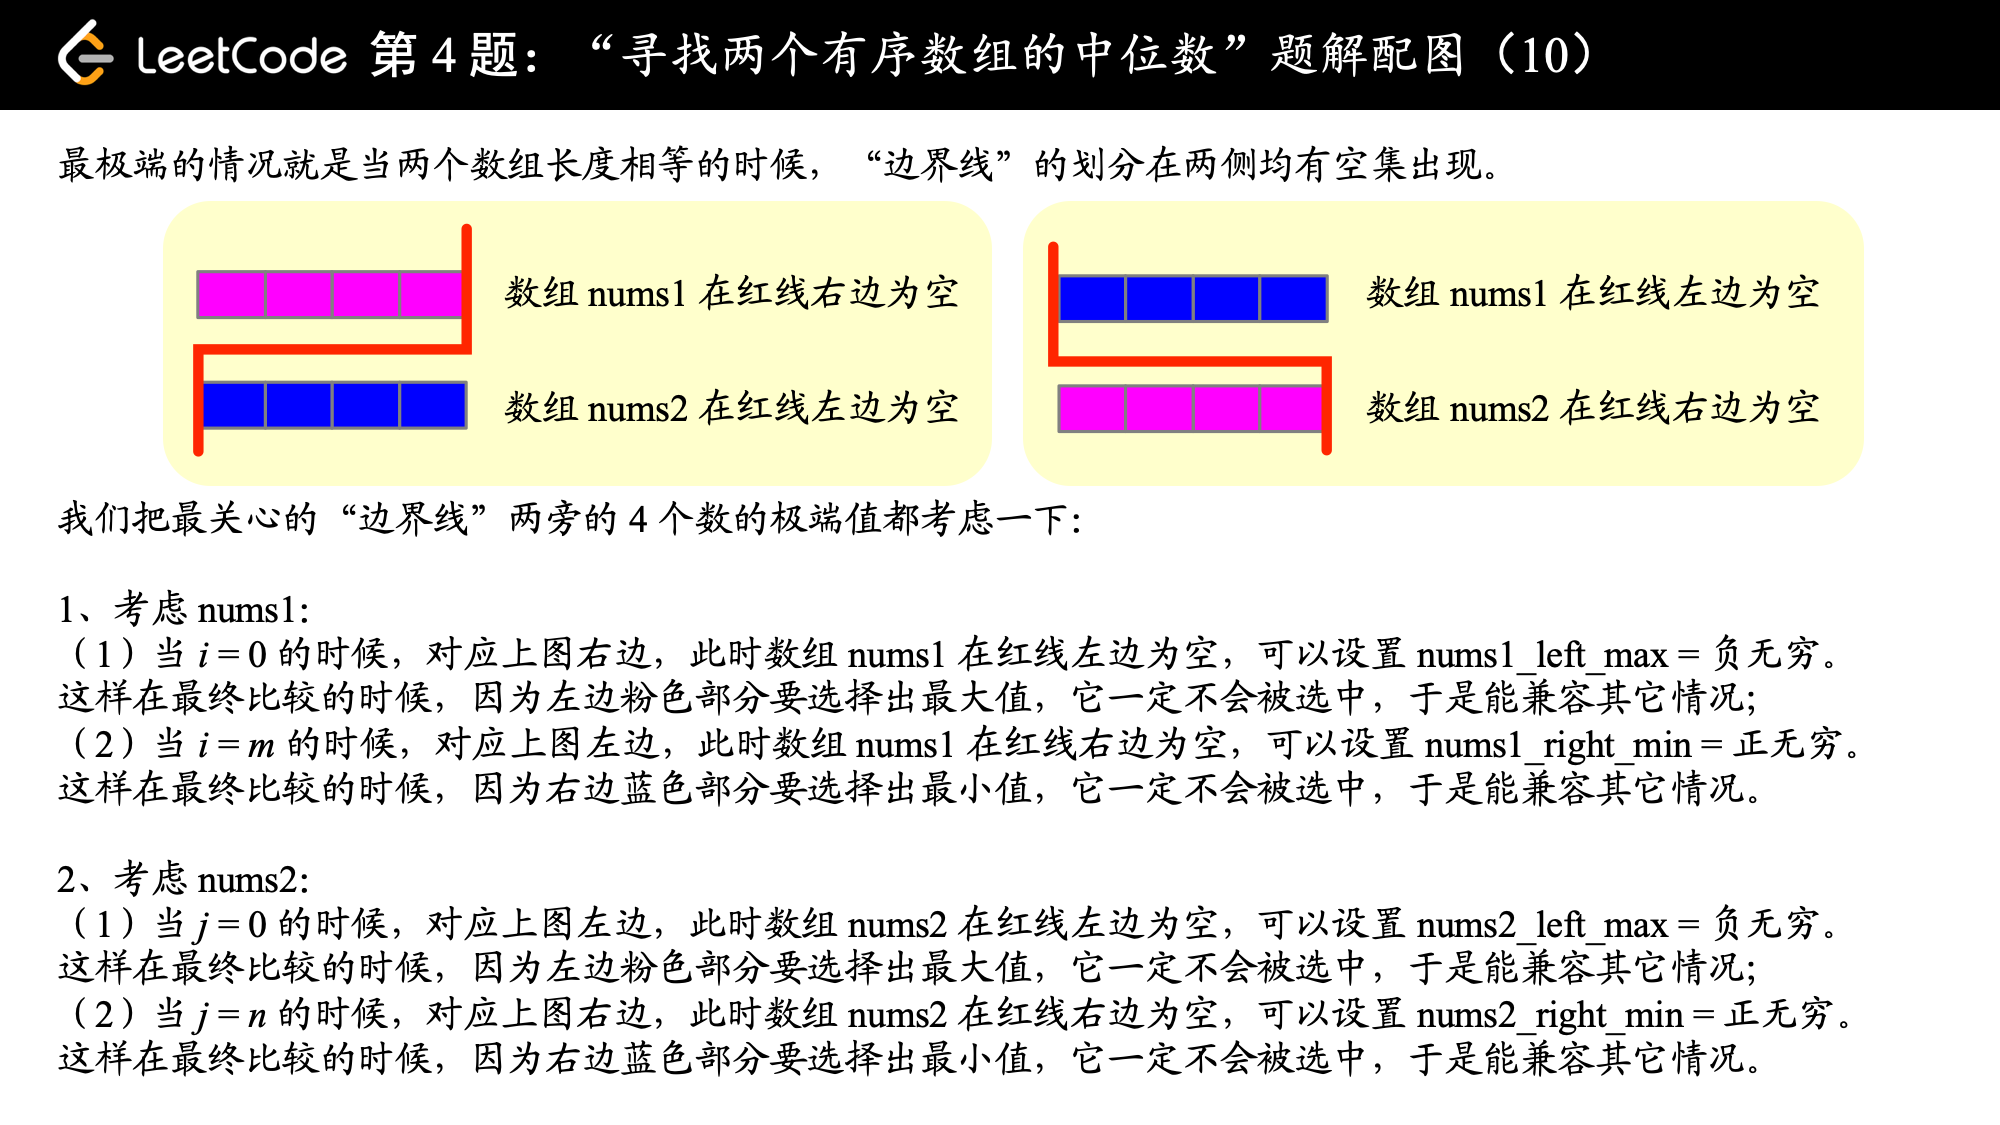 LeetCode 第 4 题：“寻找两个有序数组的中位数”题解配图（10）
最极端的情况就是当两个数组长度相等的时候，“边界线”的划分在两侧均有空集出现。
数组 nums1 在红线右边为空
数组 nums2 在红线左边为空
数组 nums1 在红线左边为空
数组 nums2 在红线右边为空
我们把最关心的“边界线”两旁的 4 个数的极端值都考虑一下：
1、考虑 nums1：
（1）当 i = 0 的时候，对应上图右边，此时数组 nums1 在红线左边为空，可以设置 nums1_left_max = 负无穷。
这样在最终比较的时候，因为左边粉色部分要选择出最大值，它一定不会被选中，于是能兼容其它情况；
（2）当 i = m 的时候，对应上图左边，此时数组 nums1 在红线右边为空，可以设置 nums1_right_min = 正无穷。
这样在最终比较的时候，因为右边蓝色部分要选择出最小值，它一定不会被选中，于是能兼容其它情况。
2、考虑 nums2：
（1）当 j = 0 的时候，对应上图左边，此时数组 nums2 在红线左边为空，可以设置 nums2_left_max = 负无穷。
这样在最终比较的时候，因为左边粉色部分要选择出最大值，它一定不会被选中，于是能兼容其它情况；
（2）当 j = n 的时候，对应上图右边，此时数组 nums2 在红线右边为空，可以设置 nums2_right_min = 正无穷。
这样在最终比较的时候，因为右边蓝色部分要选择出最小值，它一定不会被选中，于是能兼容其它情况。